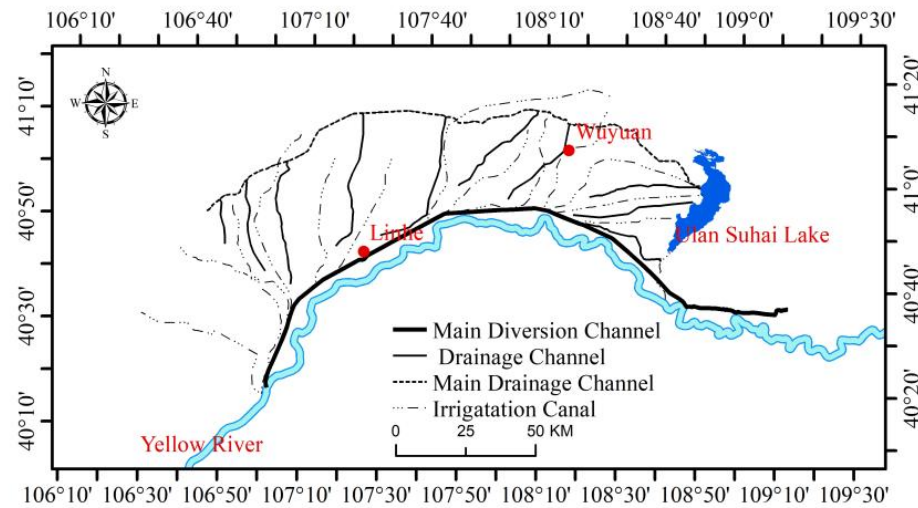 106°10' 106°40' 107°10' 107°40' 108°10' 108°40' 109°0' 109°30'
N
W E
S
41°10'
40°50'
40°30'
40°10'
41°20'
41°0'
40°40'
40°20'
Wuyuan
Linhe
Ulan Suhai Lake
Main Diversion Channel
Drainage Channel
Main Drainage Channel
Irrigatation Canal
0 25 50 KM
Yellow River
106°10' 106°30' 106°50' 107°10' 107°30' 107°50' 108°10' 108°30' 108°50' 109°10' 109°30'